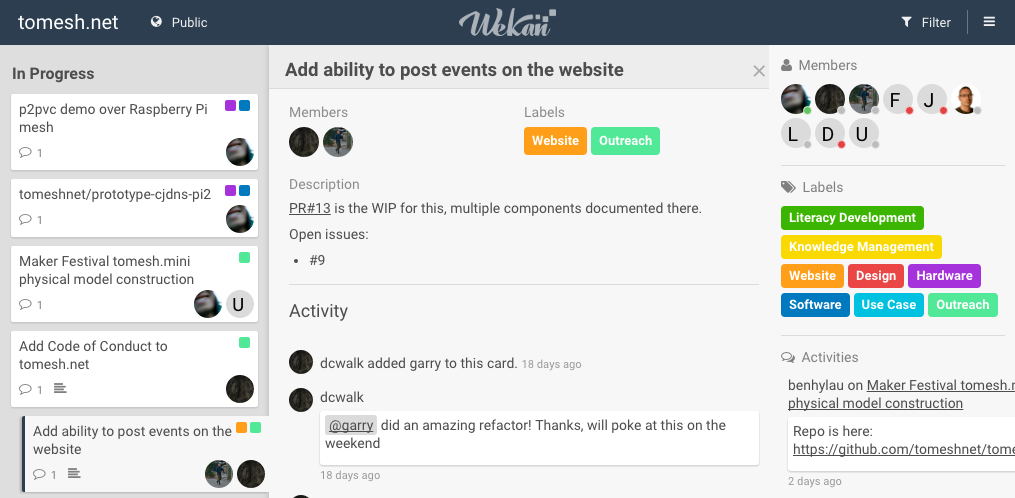 tomesh.net
Public
WeKan
Filter
In Progress
p2pvc demo over Raspberry Pi
mesh
1
tomeshnet/prototype-cjdns-pi2
1
Maker Festival tomesh.mini
physical model construction
1
U
Add Code of Conduct to
tomesh.net
1
Add ability to post events on the
website
1
Add ability to post events on the website
Members
Labels
Website
Outreach
Description
PR#13 is the WIP for this, multiple components documented there.
Open issues:
• #9
Activity
dcwalk added garry to this card. 18 days ago
dcwalk
@garry did an amazing refactor! Thanks, will poke at this on the
weekend
18 days ago
Members
F J
L D U
Labels
Literacy Development
Knowledge Management
Website Design Hardware
Software Use Case Outreach
Activities
benhylau on Maker Festival tomesh.
physical model construction
Repo is here:
https://github.com/tomeshnet/tome
2 days ago